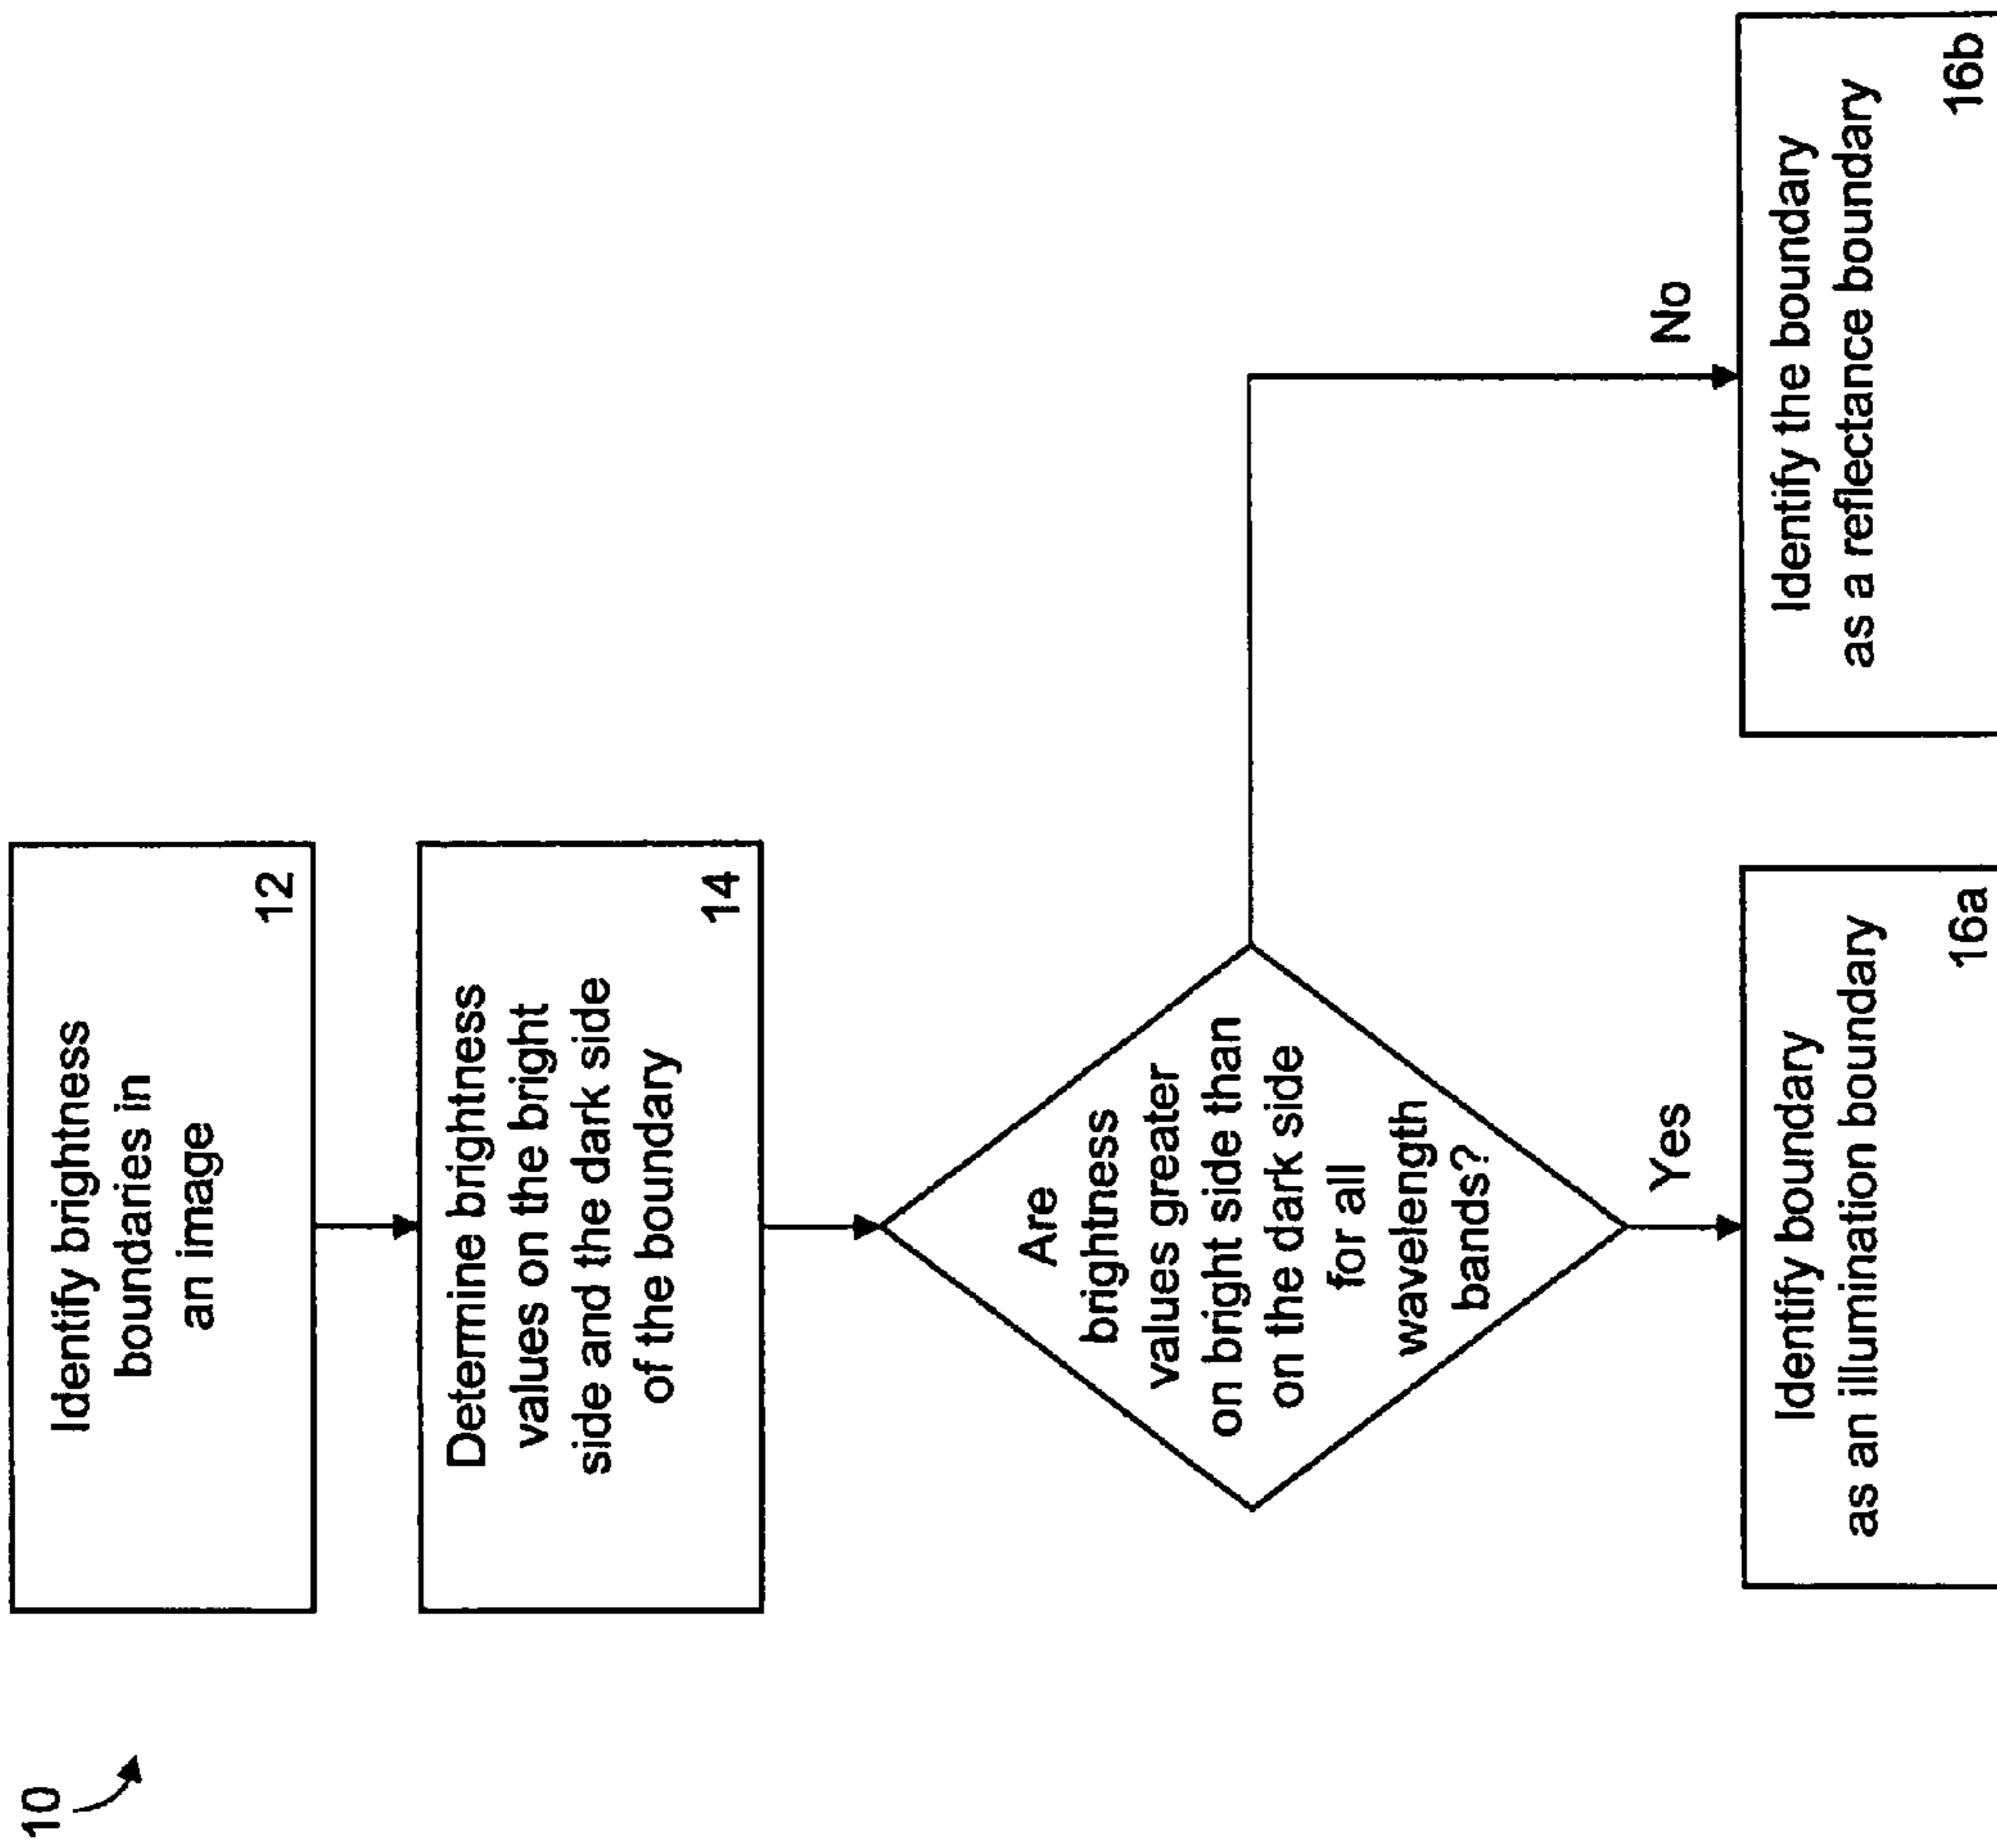 10
Identify brightness
boundaries in
an image
12
Determine brightness
values on the bright
side and the dark side
of the boundary
14
Are
brightness
values greater
on bright side than
on the dark side
for all
wavelength
bands?
Yes
No
Identify boundary
as an illumination boundary
16a
Identify the boundary
as a reflectance boundary
16b